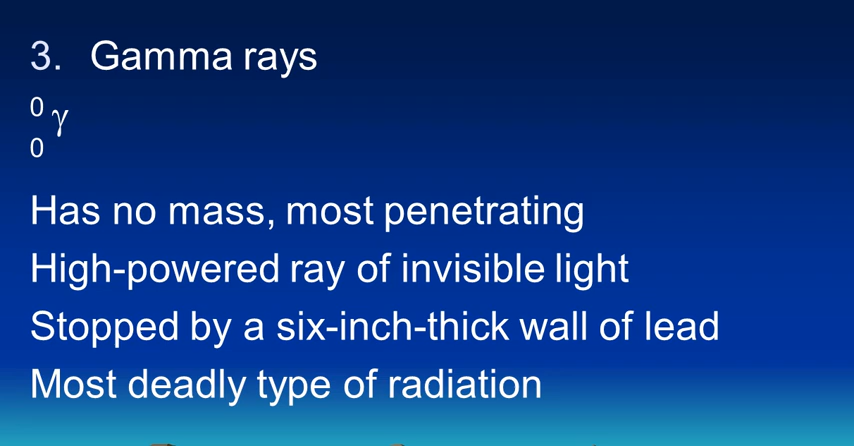 3. Gamma rays
0
γ
0
Has no mass, most penetrating
High-powered ray of invisible light
Stopped by a six-inch-thick wall of lead
Most deadly type of radiation